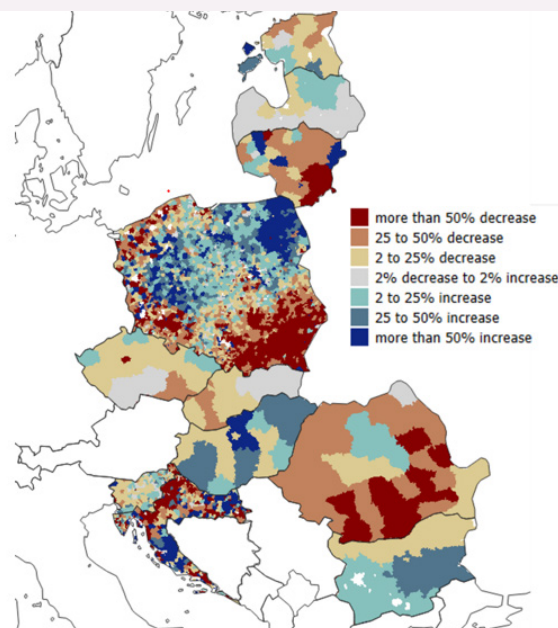 more than 50% decrease
25 to 50% decrease
2 to 25% decrease
2% decrease to 2% increase
2 to 25% increase
25 to 50% increase
more than 50% increase